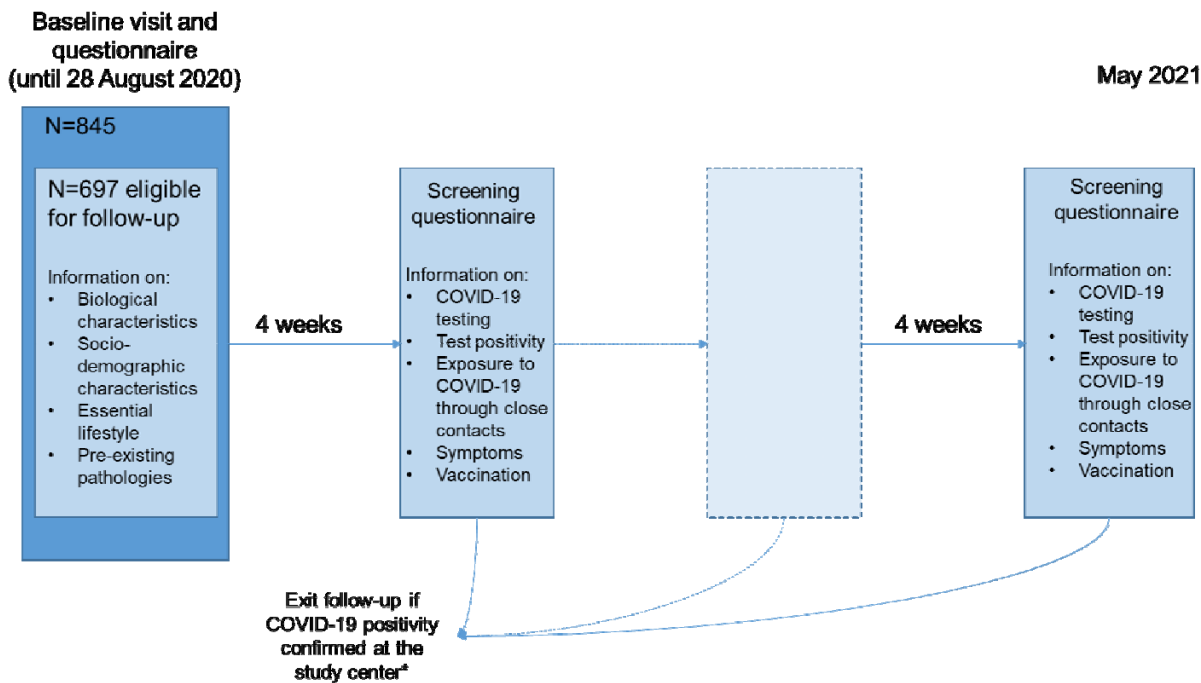 Baseline visit and
questionnaire
(until 28 August 2020)
May 2021
N=845
N=697 eligible
for follow-up
Information on:
• Biological
characteristics
• Socio-
demographic
characteristics
• Essential
lifestyle
• Pre-existing
pathologies
4 weeks
Screening
questionnaire
Information on:
• COVID-19
testing
• Test positivity
• Exposure to
COVID-19
through close
contacts
• Symptoms
• Vaccination
4 weeks
Screening
questionnaire
Information on:
• COVID-19
testing
• Test positivity
• Exposure to
COVID-19
through close
contacts
• Symptoms
• Vaccination
Exit follow-up if
COVID-19 positivity
confirmed at the
study center*